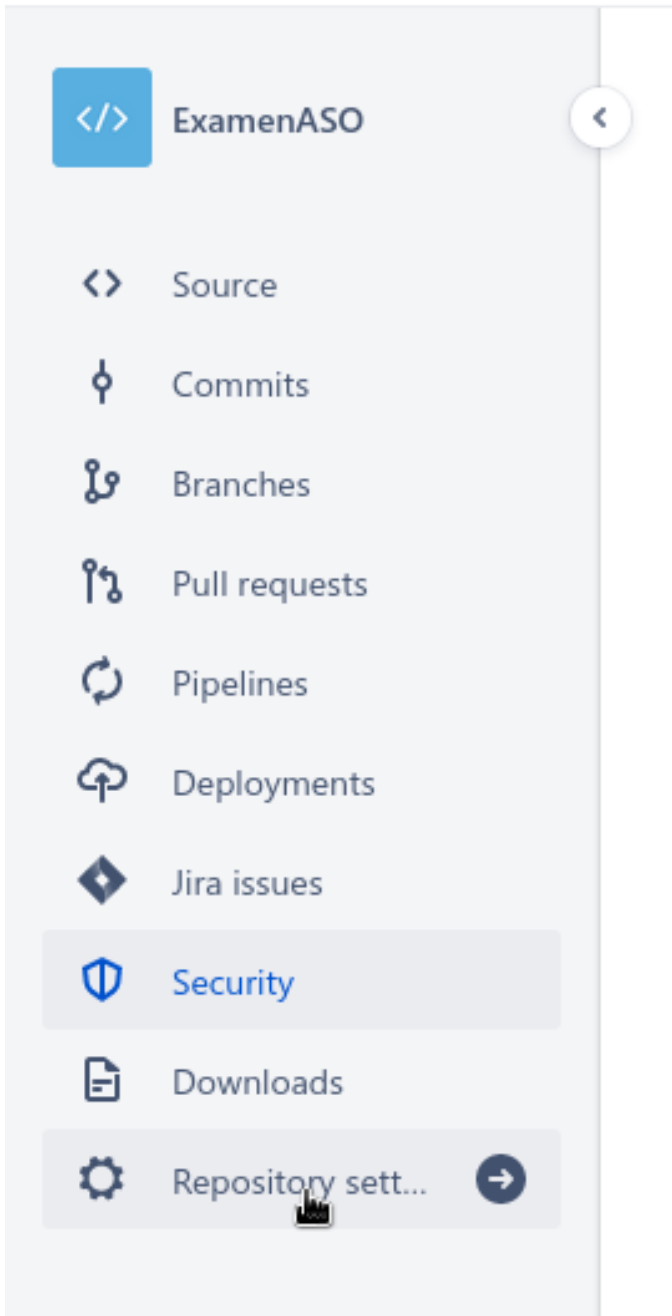 </> ExamenASO
Source
Commits
Branches
Pull requests
Pipelines
Deployments
Jira issues
Security
Downloads
Repository sett...